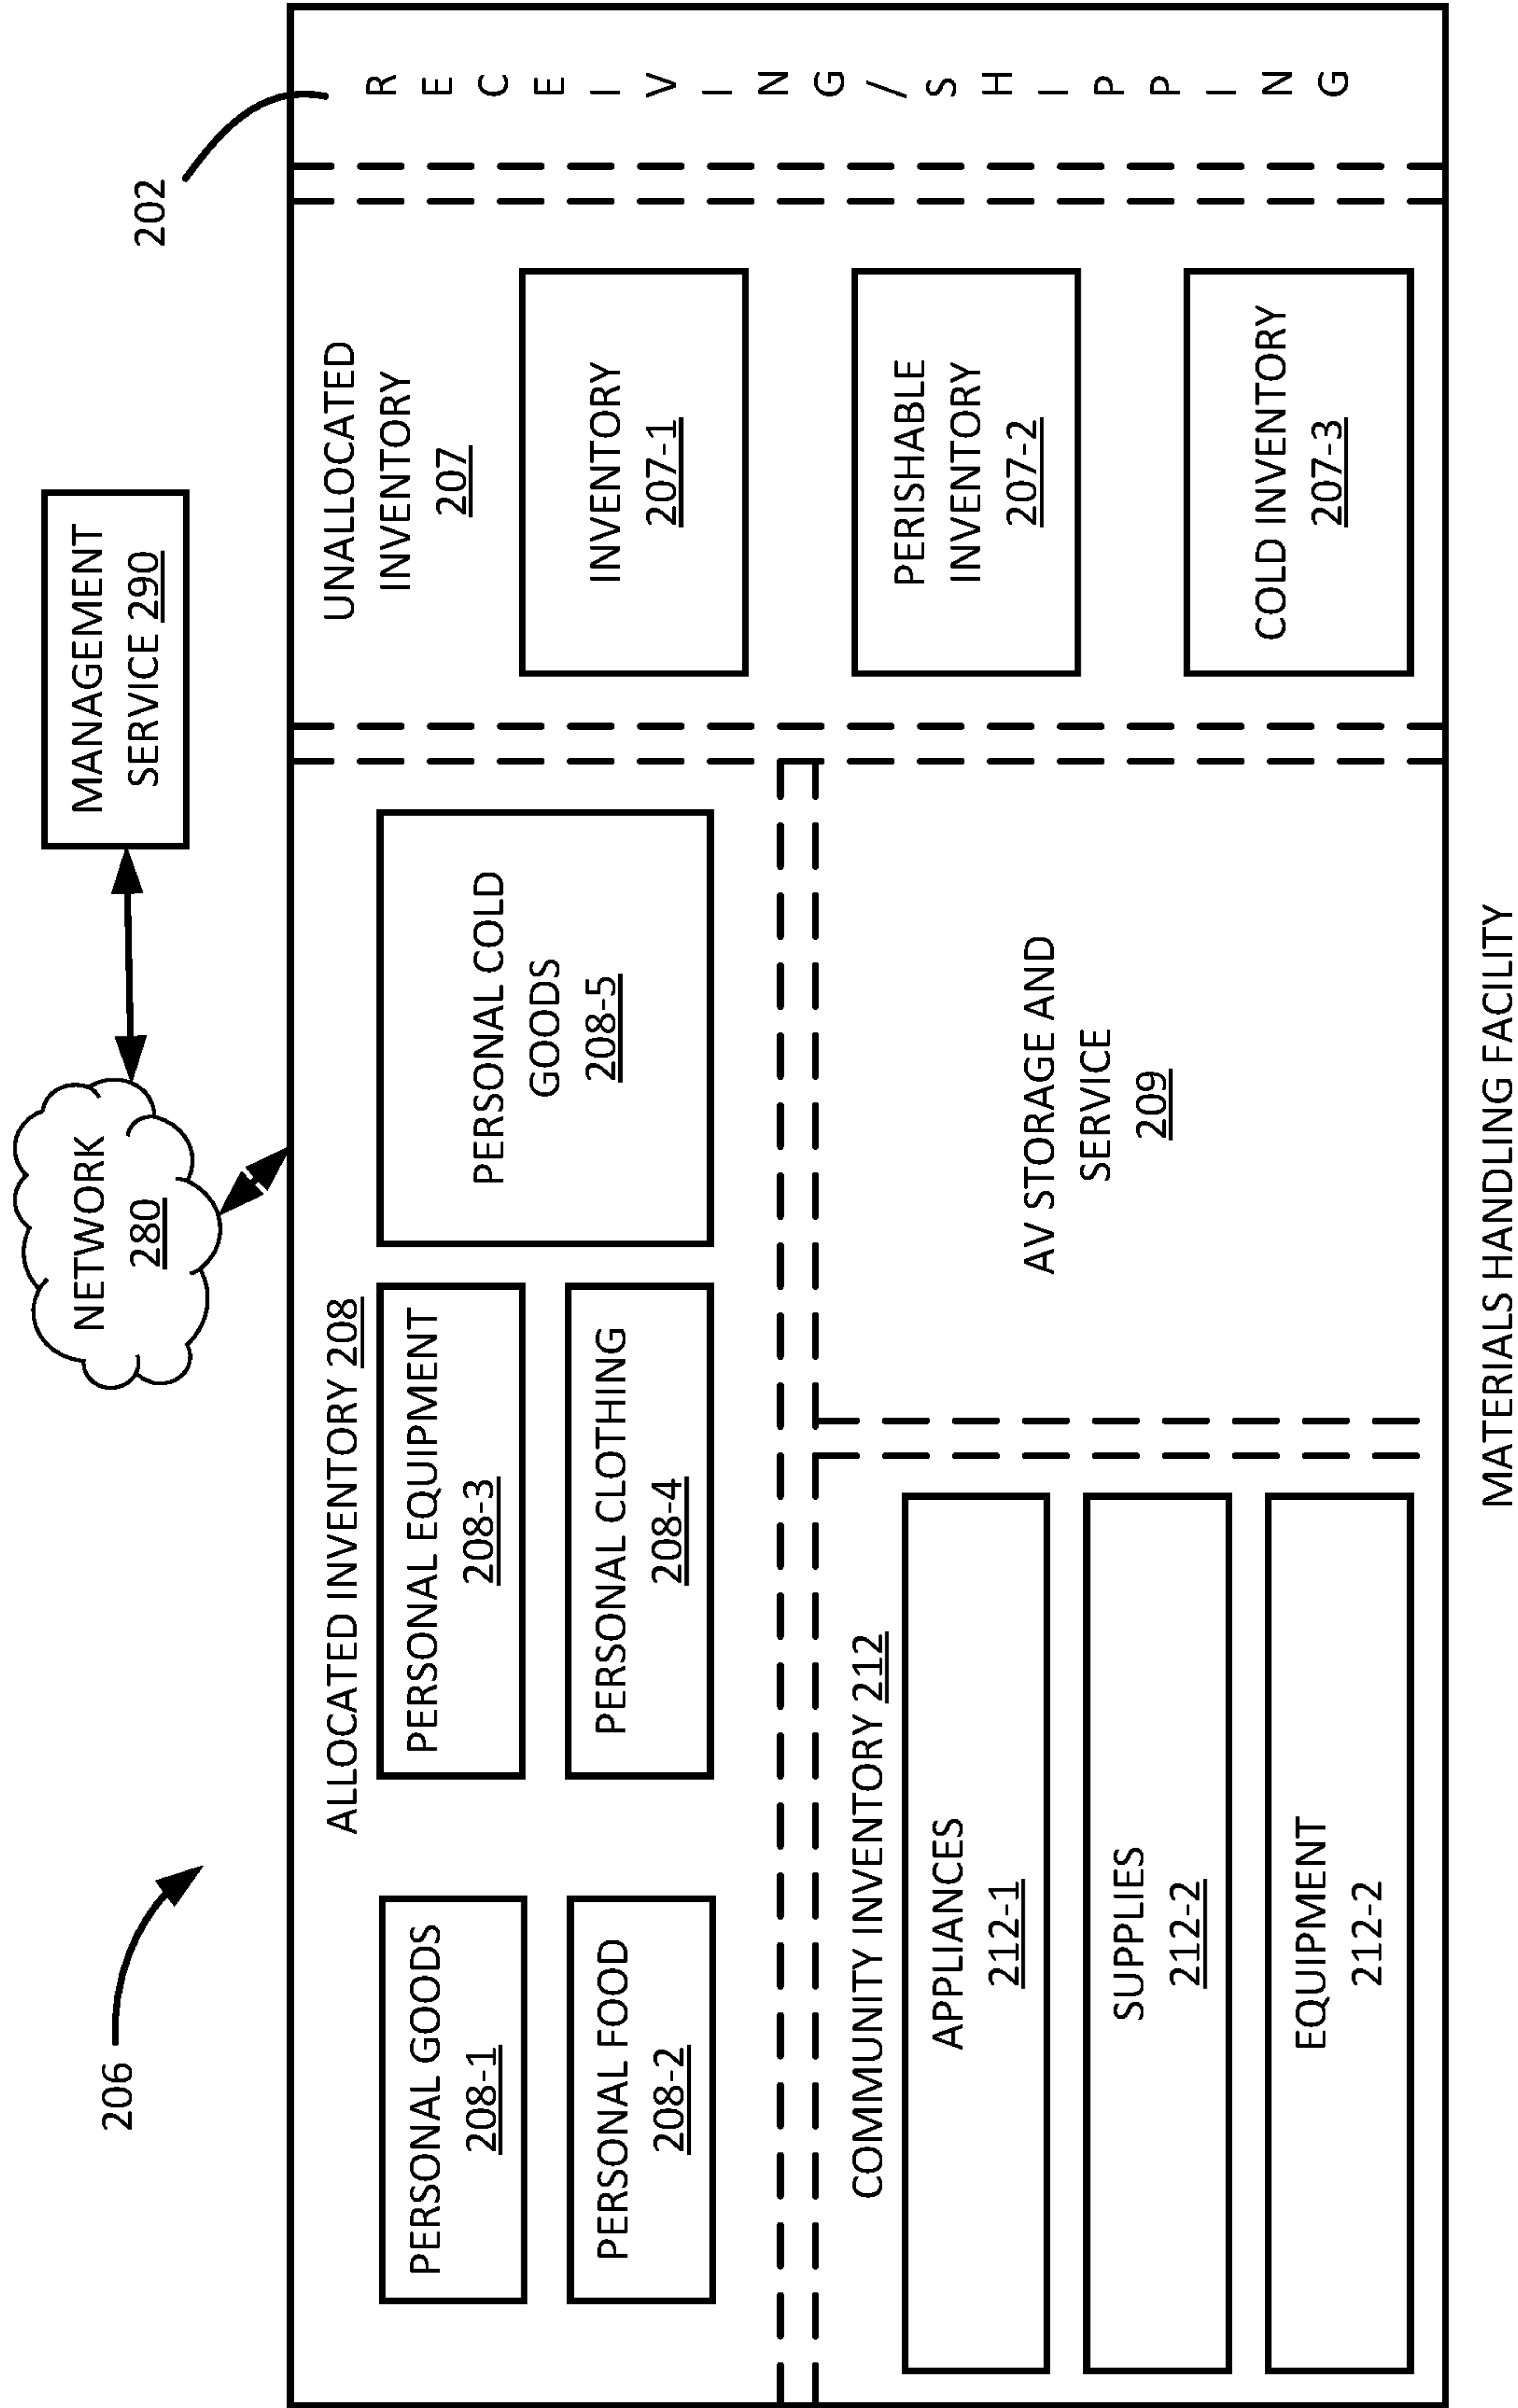 206
NETWORK
280
MANAGEMENT
SERVICE 290
202
ALLOCATED INVENTORY 208
PERSONAL GOODS
208-1
PERSONAL FOOD
208-2
PERSONAL EQUIPMENT
208-3
PERSONAL CLOTHING
208-4
PERSONAL COLD
GOODS
208-5
COMMUNITY INVENTORY 212
APPLIANCES
212-1
SUPPLIES
212-2
EQUIPMENT
212-2
AV STORAGE AND
SERVICE
209
UNALLOCATED
INVENTORY
207
INVENTORY
207-1
PERISHABLE
INVENTORY
207-2
COLD INVENTORY
207-3
RECEIVING/SHIPPING
MATERIALS HANDLING FACILITY